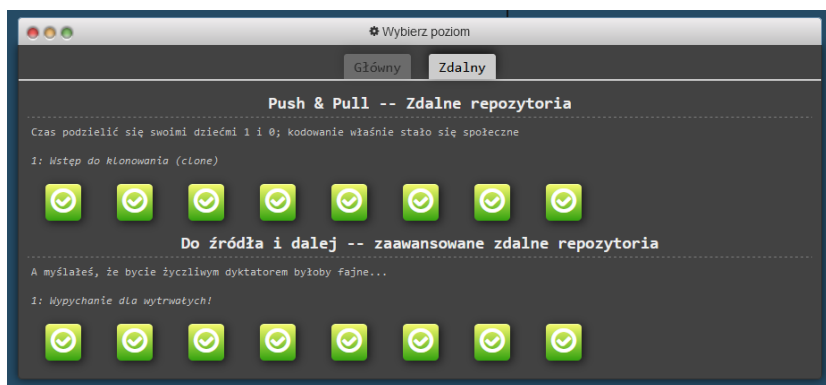 Wybierz poziom
Główny Zdalny
Push & Pull -- Zdalne repozytoria
Czas podzielić się swoimi dziećmi 1 i 0; kodowanie właśnie stało się społeczne
1: Wstęp do klonowania (clone)
Do źródła i dalej -- zaawansowane zdalne repozytoria
A myślałeś, że bycie życzliwym dyktatorem byłoby fajne...
1: Wypychanie dla wytrwałych!